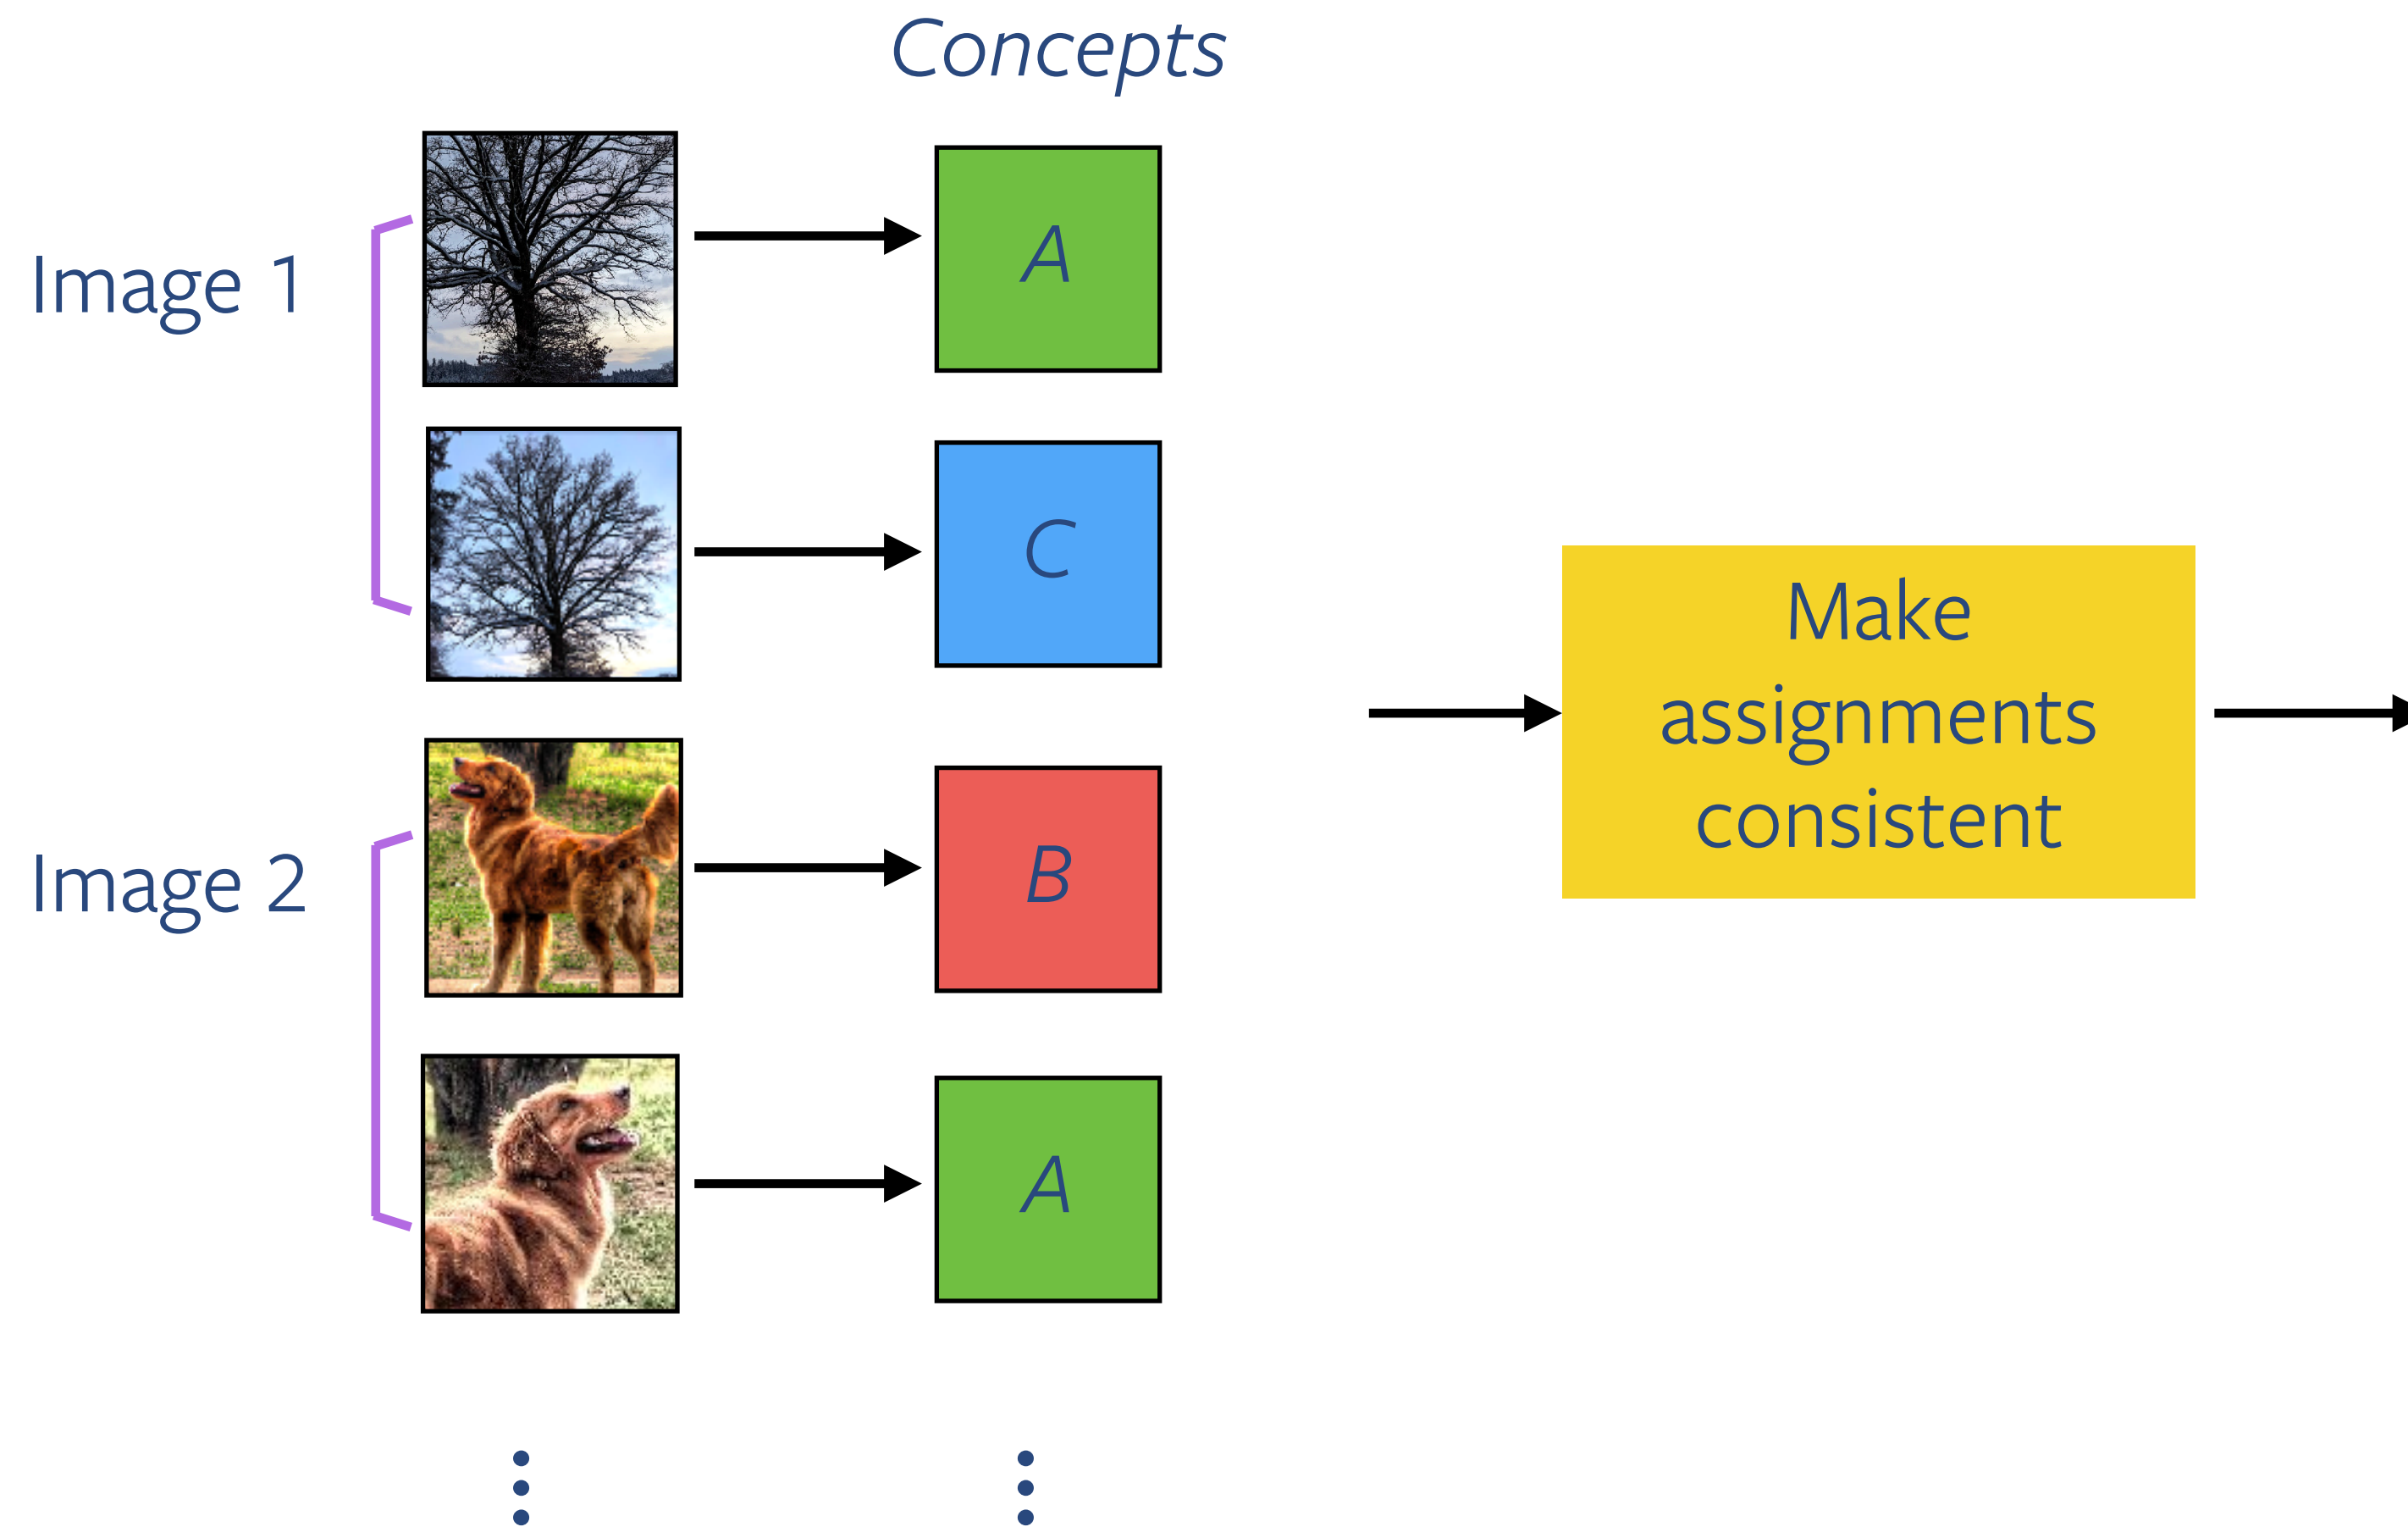 Concepts
Image 1
A
C
Image 2
B
A
Make
assignments
consistent